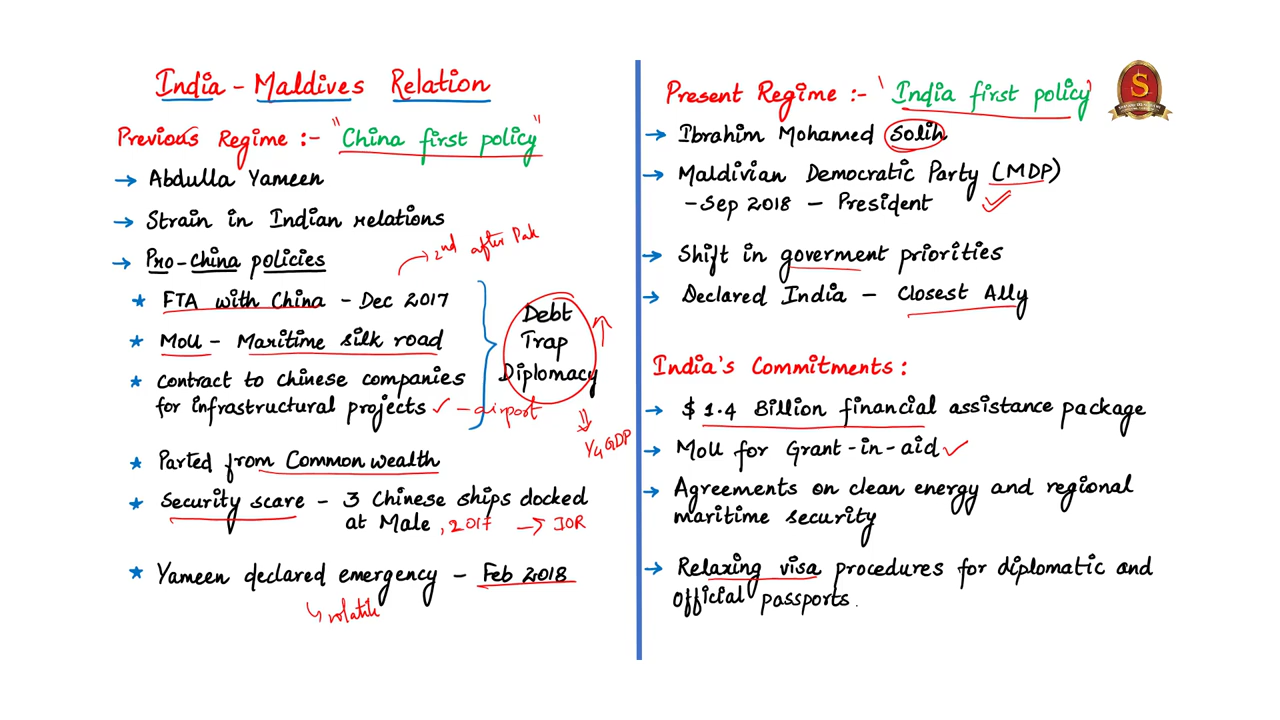 India - Maldives Relation
Previous Regime :- "China first policy"
→ Abdulla Yameen
→ Strain in Indian relations
→ Pro-China policies
→ 2nd after Pak
* FTA with China - Dec 2017
* MoU - Maritime silk road
* contract to chinese companies
for infrastructural projects ✓ - airport
Debt
Trap
Diplomacy
1/4 GDP
* Parted from Common wealth
* Security scare - 3 Chinese ships docked
at Male, 2017 → IOR
* Yameen declared emergency - Feb 2018
↳ volatile
Present Regime :- 'India first policy'
→ Ibrahim Mohamed Solih
→ Maldivian Democratic Party (MDP)
- Sep 2018 - President ✓
→ Shift in goverment priorities
→ Declared India - Closest Ally
India's Commitments :
→ $ 1.4 Billion financial assistance package
→ MoU for Grant-in-aid ✓
→ Agreements on clean energy and regional
maritime security
→ Relaxing visa procedures for diplomatic and
official passports.
S